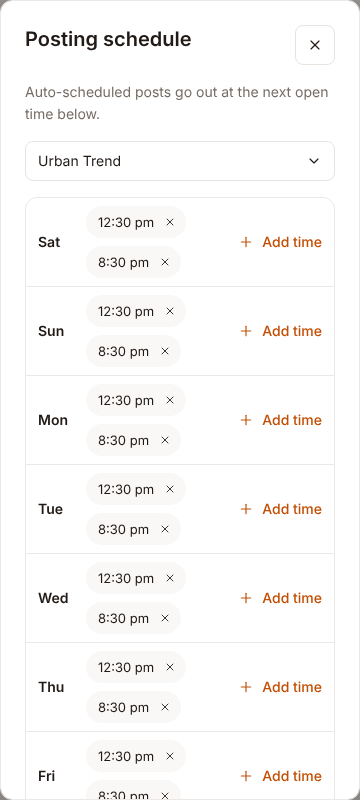 Posting schedule
Auto-scheduled posts go out at the next open
time below.
Urban Trend
12:30 pm
Sat
Add time
8:30 pm
12:30 pm
Sun
Add time
8:30 pm
12:30 pm
Mon
Add time
8:30 pm
12:30 pm
Tue
Add time
8:30 pm
12:30 pm
Wed
Add time
8:30 pm
12:30 pm
Thu
Add time
8:30 pm
12:30 pm
Fri
Add time
8:30 pm